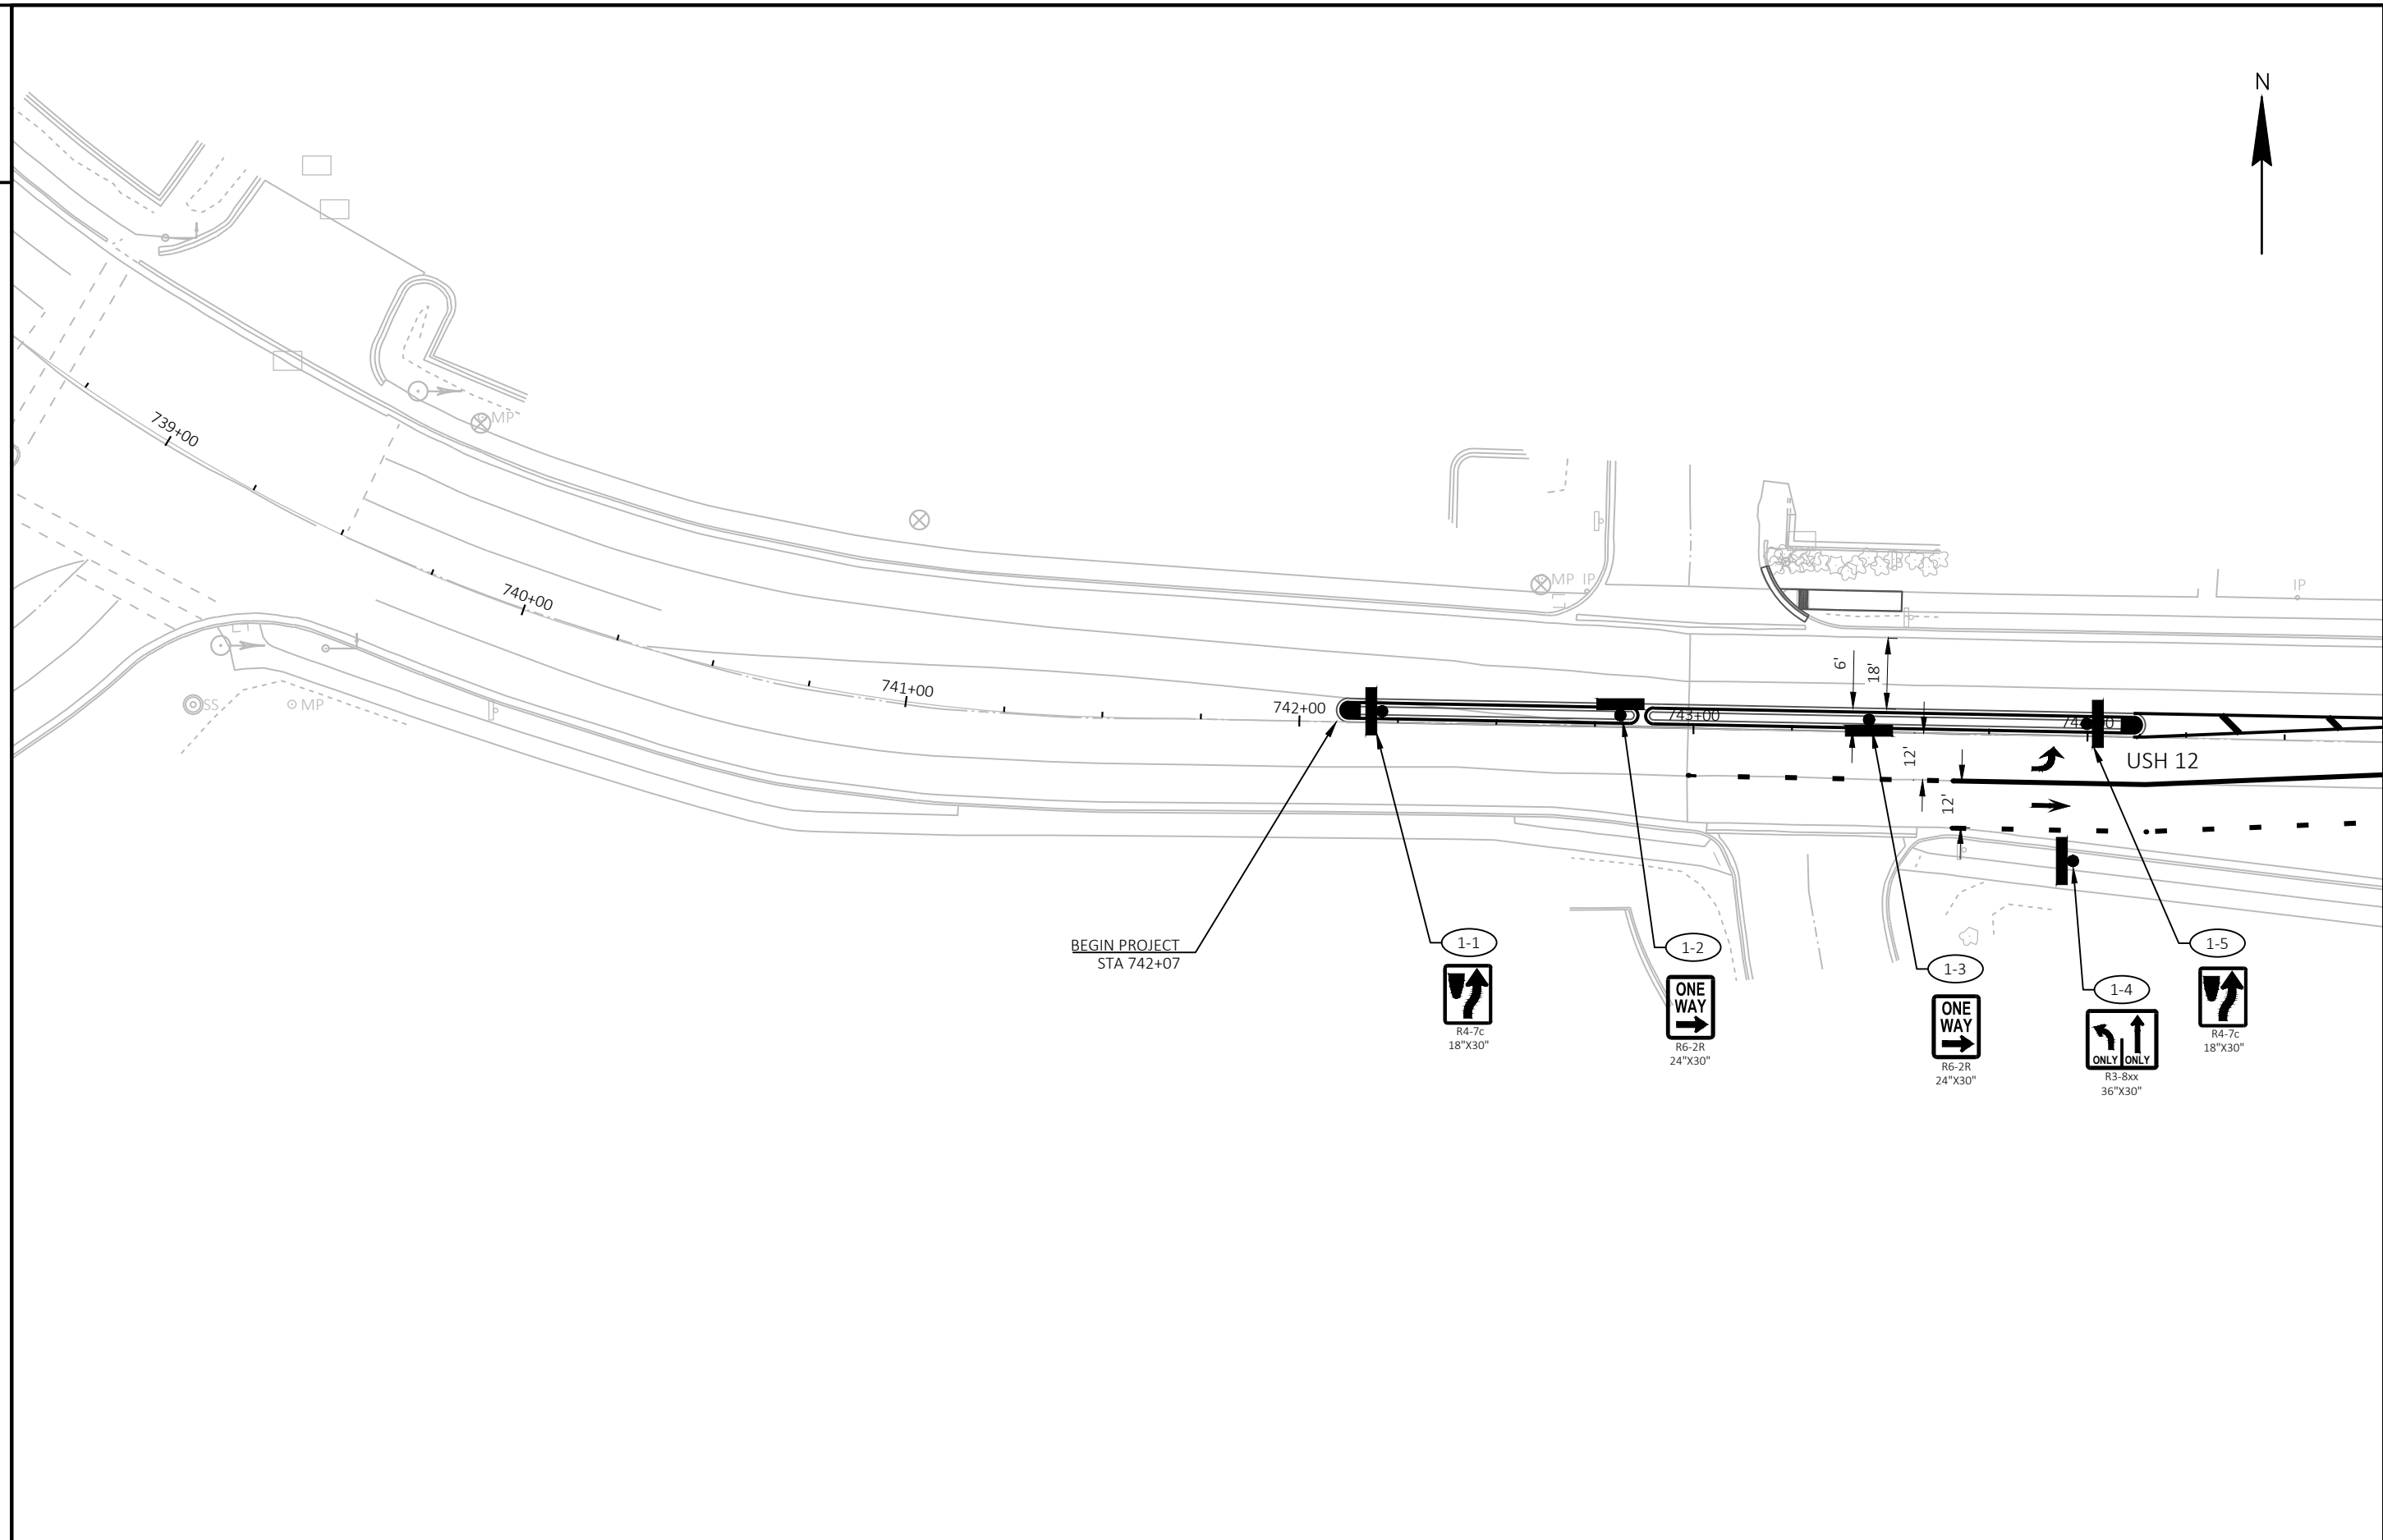 N
739+00
MP
740+00
MP IP
IP
6'
18'
SS
MP
741+00
742+00
743+00
12'
USH 12
12'
BEGIN PROJECT
STA 742+07
1-1
R4-7c
18"X30"
1-2
ONE
WAY
R6-2R
24"X30"
1-3
ONE
WAY
R6-2R
24"X30"
1-4
ONLY ONLY
R3-8xx
36"X30"
1-5
R4-7c
18"X30"